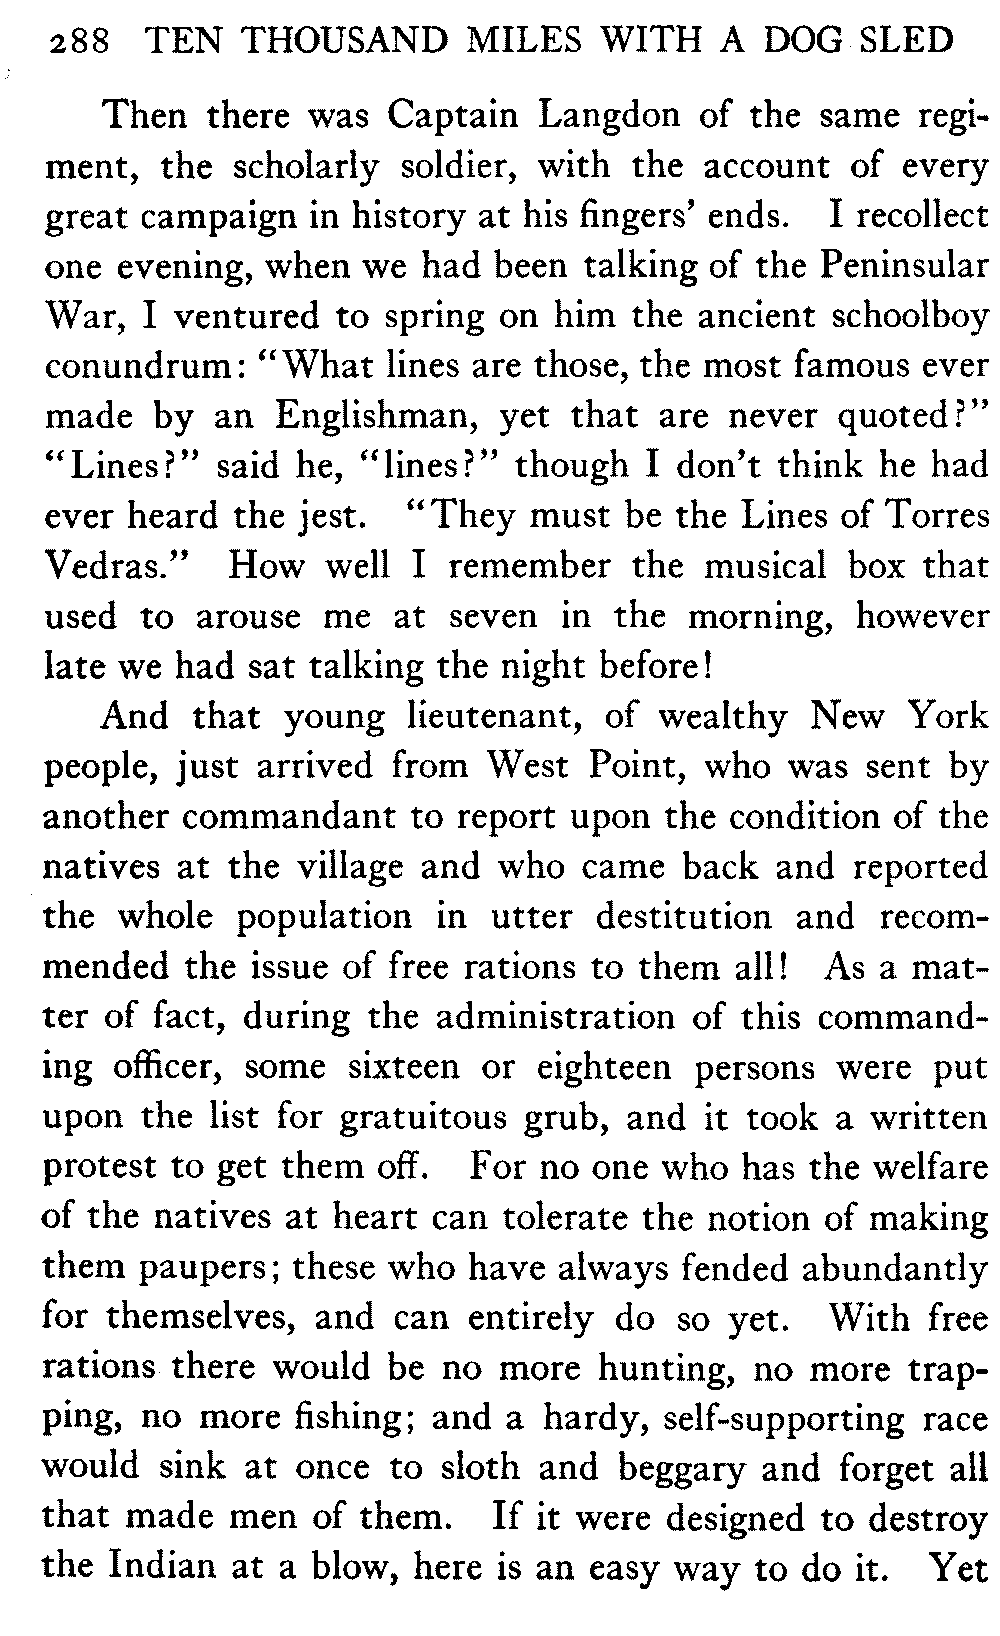 288 TEN THOUSAND MILES WITH A DOG SLED
Then there was Captain Langdon of the same regi-
ment, the scholarly soldier, with the account of every
great campaign in history at his fingers' ends. I recollect
one evening, when we had been talking of the Peninsular
War, I ventured to spring on him the ancient schoolboy
conundrum: "What lines are those, the most famous ever
made by an Englishman, yet that are never quoted?"
"Lines?" said he, "lines?" though I don't think he had
ever heard the jest. "They must be the Lines of Torres
Vedras." How well I remember the musical box that
used to arouse me at seven in the morning, however
late we had sat talking the night before!
And that young lieutenant, of wealthy New York
people, just arrived from West Point, who was sent by
another commandant to report upon the condition of the
natives at the village and who came back and reported
the whole population in utter destitution and recom-
mended the issue of free rations to them all! As a mat-
ter of fact, during the administration of this command-
ing officer, some sixteen or eighteen persons were put
upon the list for gratuitous grub, and it took a written
protest to get them off. For no one who has the welfare
of the natives at heart can tolerate the notion of making
them paupers; these who have always fended abundantly
for themselves, and can entirely do so yet. With free
rations there would be no more hunting, no more trap-
ping, no more fishing; and a hardy, self-supporting race
would sink at once to sloth and beggary and forget all
that made men of them. If it were designed to destroy
the Indian at a blow, here is an easy way to do it. Yet